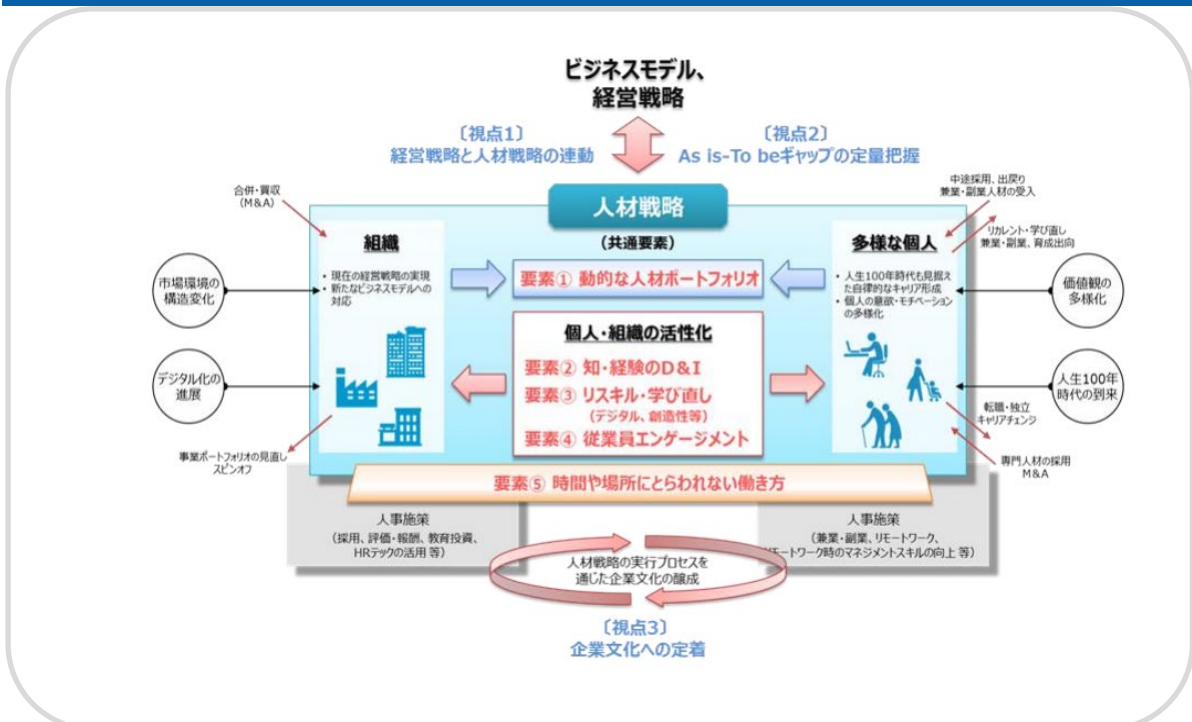 ビジネスモデル、
経営戦略
〔視点1〕
経営戦略と人材戦略の連動
〔視点2〕
As is-To beギャップの定量把握
合併・買収
(M&A)
中途採用、出戻り
兼業・副業人材の受入
人材戦略
(共通要素)
リカレント・学び直し
兼業・副業、育成出向
組織
・現在の経営戦略の実現
・新たなビジネスモデルへの
対応
要素① 動的な人材ポートフォリオ
多様な個人
・人生100年時代も見据え
た自律的なキャリア形成
・個人の意欲・モチベーション
の多様化
市場環境の
構造変化
価値観の
多様化
個人・組織の活性化
要素② 知・経験のD&I
要素③ リスキル・学び直し
(デジタル、創造性等)
要素④ 従業員エンゲージメント
デジタル化の
進展
人生100年
時代の到来
転職・独立
キャリアチェンジ
事業ポートフォリオの見直し
スピンオフ
専門人材の採用
M&A
要素⑤ 時間や場所にとらわれない働き方
人事施策
(採用、評価・報酬、教育投資、
HRテックの活用 等)
人事施策
(兼業・副業、リモートワーク、
リモートワーク時のマネジメントスキルの向上 等)
人材戦略の実行プロセスを
通じた企業文化の醸成
〔視点3〕
企業文化への定着